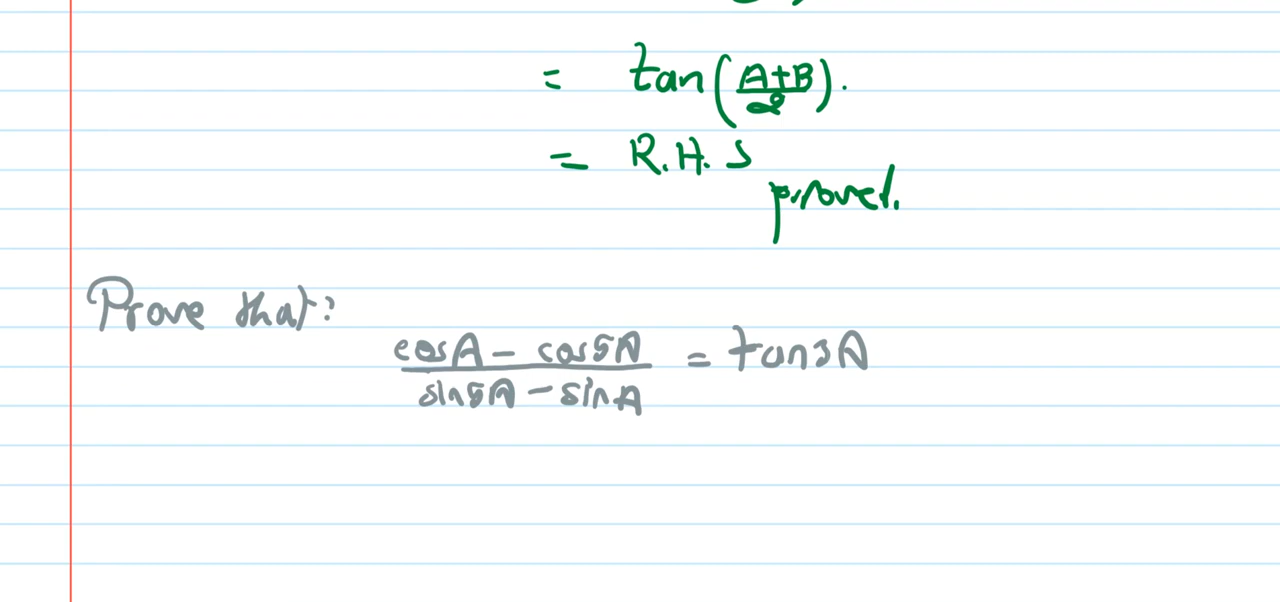 = tan(A+B/2).
= R.H.S
proved.
Prove that:
cosA - cos5A / sin5A - sinA = tan3A